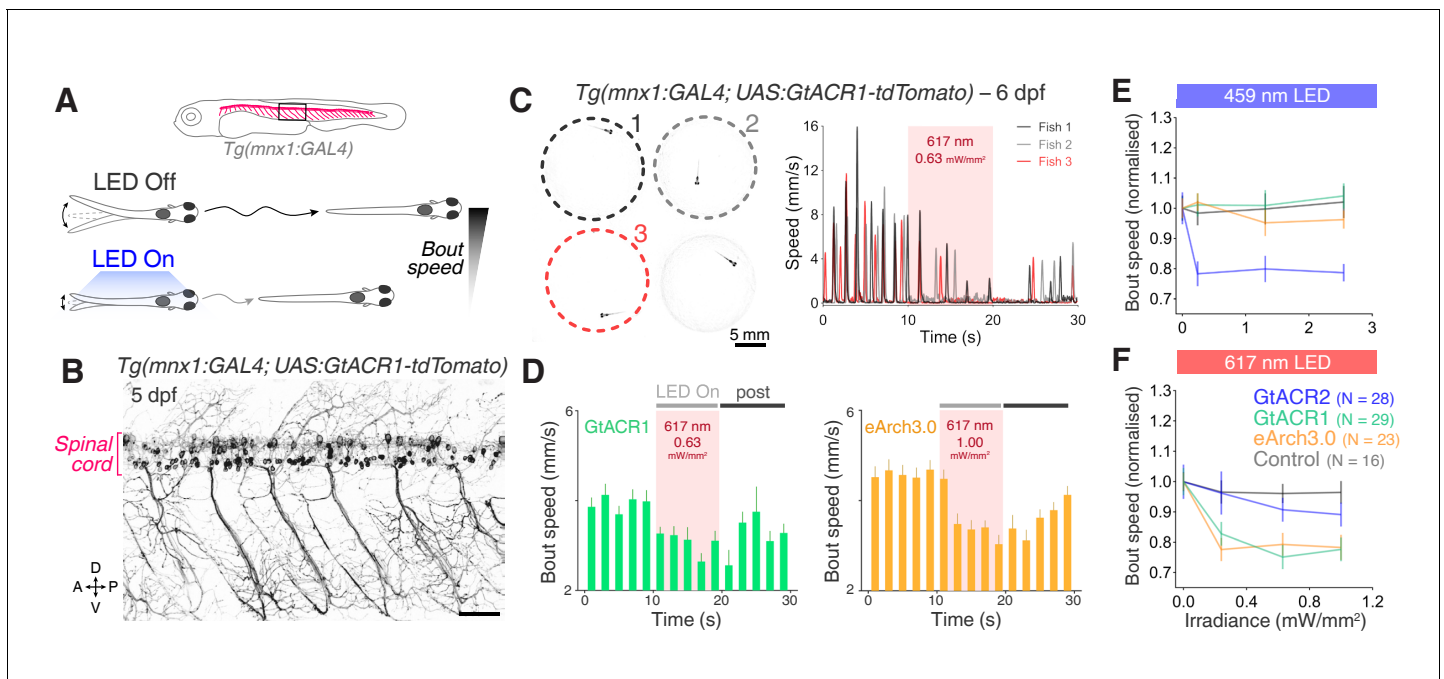 A
Tg(mnx1:GAL4)
LED Off
LED On
Bout
speed
B
Tg(mnx1:GAL4; UAS:GtACR1-tdTomato)
5 dpf
Spinal
cord
D
A P
V
C
Tg(mnx1:GAL4; UAS:GtACR1-tdTomato) – 6 dpf
1
2
3
5 mm
Speed (mm/s)
16
12
8
4
0
617 nm
0.63 mW/mm²
Fish 1
Fish 2
Fish 3
0 10 20 30
Time (s)
D
LED On post
Bout speed (mm/s)
6
2
GtACR1
617 nm
0.63
mW/mm²
0 10 20 30
Time (s)
Bout speed (mm/s)
6
2
eArch3.0
617 nm
1.00
mW/mm²
0 10 20 30
Time (s)
E
459 nm LED
Bout speed (normalised)
1.3
1.2
1.1
1.0
0.9
0.8
0.7
0 1 2 3
F
617 nm LED
Bout speed (normalised)
1.3
1.2
1.1
1.0
0.9
0.8
0.7
GtACR2 (N = 28)
GtACR1 (N = 29)
eArch3.0 (N = 23)
Control (N = 16)
0.0 0.4 0.8 1.2
Irradiance (mW/mm²)